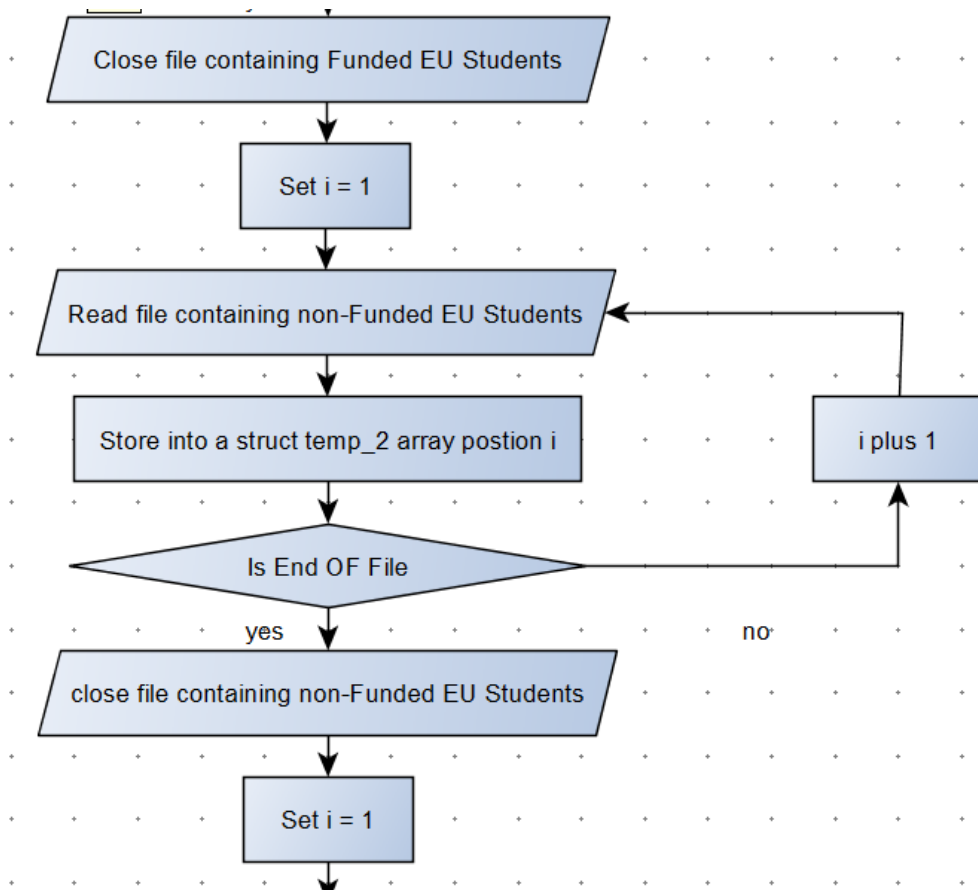 Close file containing Funded EU Students
Set i = 1
Read file containing non-Funded EU Students
Store into a struct temp_2 array postion i
i plus 1
Is End OF File
yes
no
close file containing non-Funded EU Students
Set i = 1